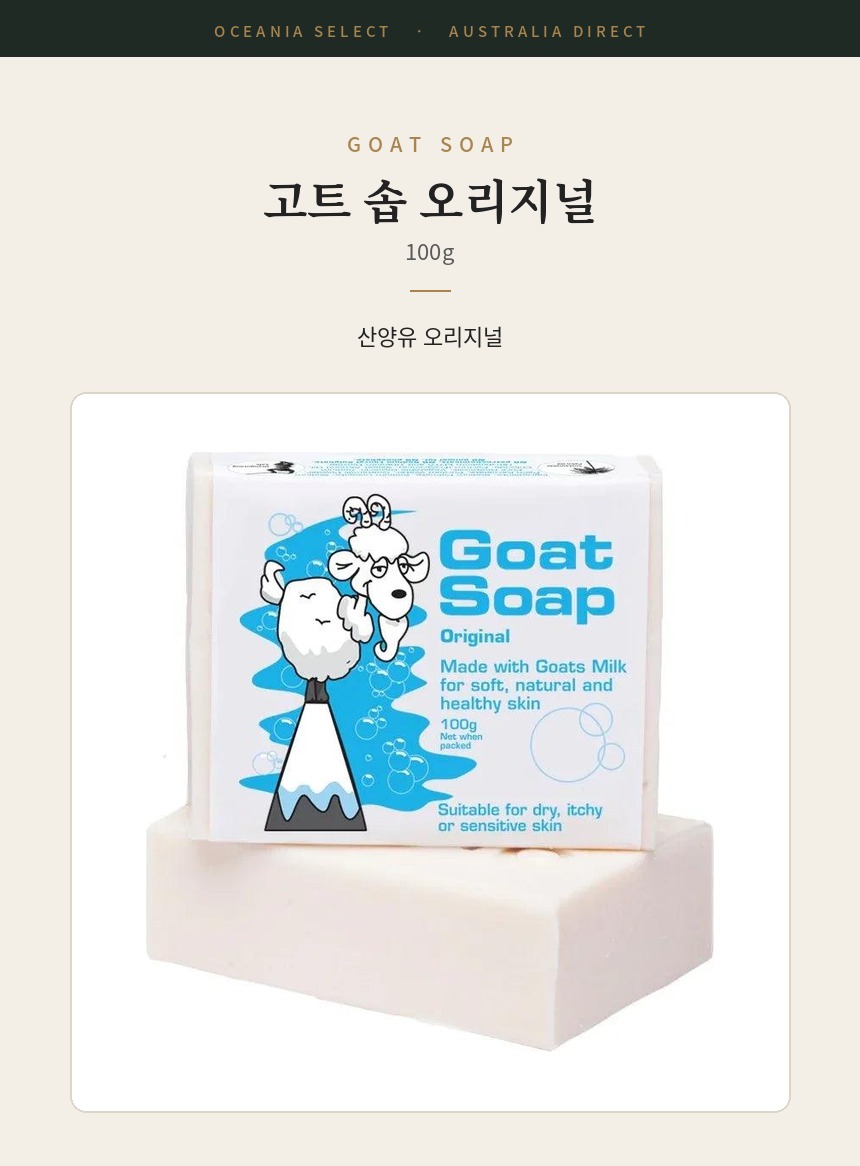 OCEANIA SELECT · AUSTRALIA DIRECT
GOAT SOAP
고트 솝 오리지널
100g
산양유 오리지널
Goat
Soap
Original
Made with Goats Milk
for soft, natural and
healthy skin
100g
Net when
packed
Suitable for dry, itchy
or sensitive skin